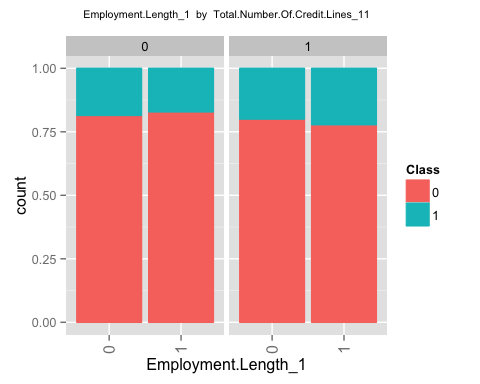 Employment.Length_1 by Total.Number.Of.Credit.Lines_11
0 1
1.00
0.75
0.50
0.25
0.00
count
0 1 0 1
Employment.Length_1
Class
0
1